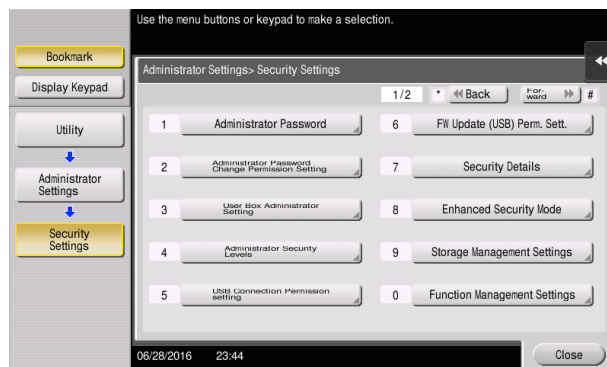 Use the menu buttons or keypad to make a selection.
Bookmark
Display Keypad
Utility
Administrator
Settings
Security
Settings
Administrator Settings> Security Settings
1/2 * Back For-
ward #
1 Administrator Password
2 Administrator Password
Change Permission Setting
3 User Box Administrator
Setting
4 Administrator Security
Levels
5 USB Connection Permission
setting
6 FW Update (USB) Perm. Sett.
7 Security Details
8 Enhanced Security Mode
9 Storage Management Settings
0 Function Management Settings
06/28/2016 23:44
Close